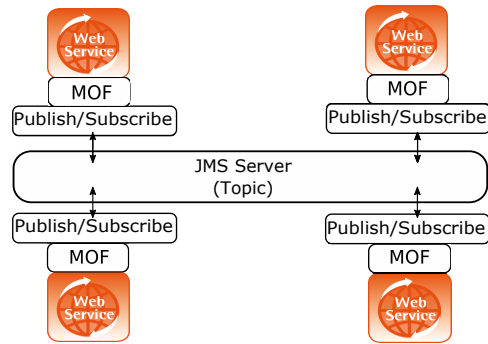 Web
Service
MOF
Publish/Subscribe
Web
Service
MOF
Publish/Subscribe
JMS Server
(Topic)
Publish/Subscribe
MOF
Web
Service
Publish/Subscribe
MOF
Web
Service